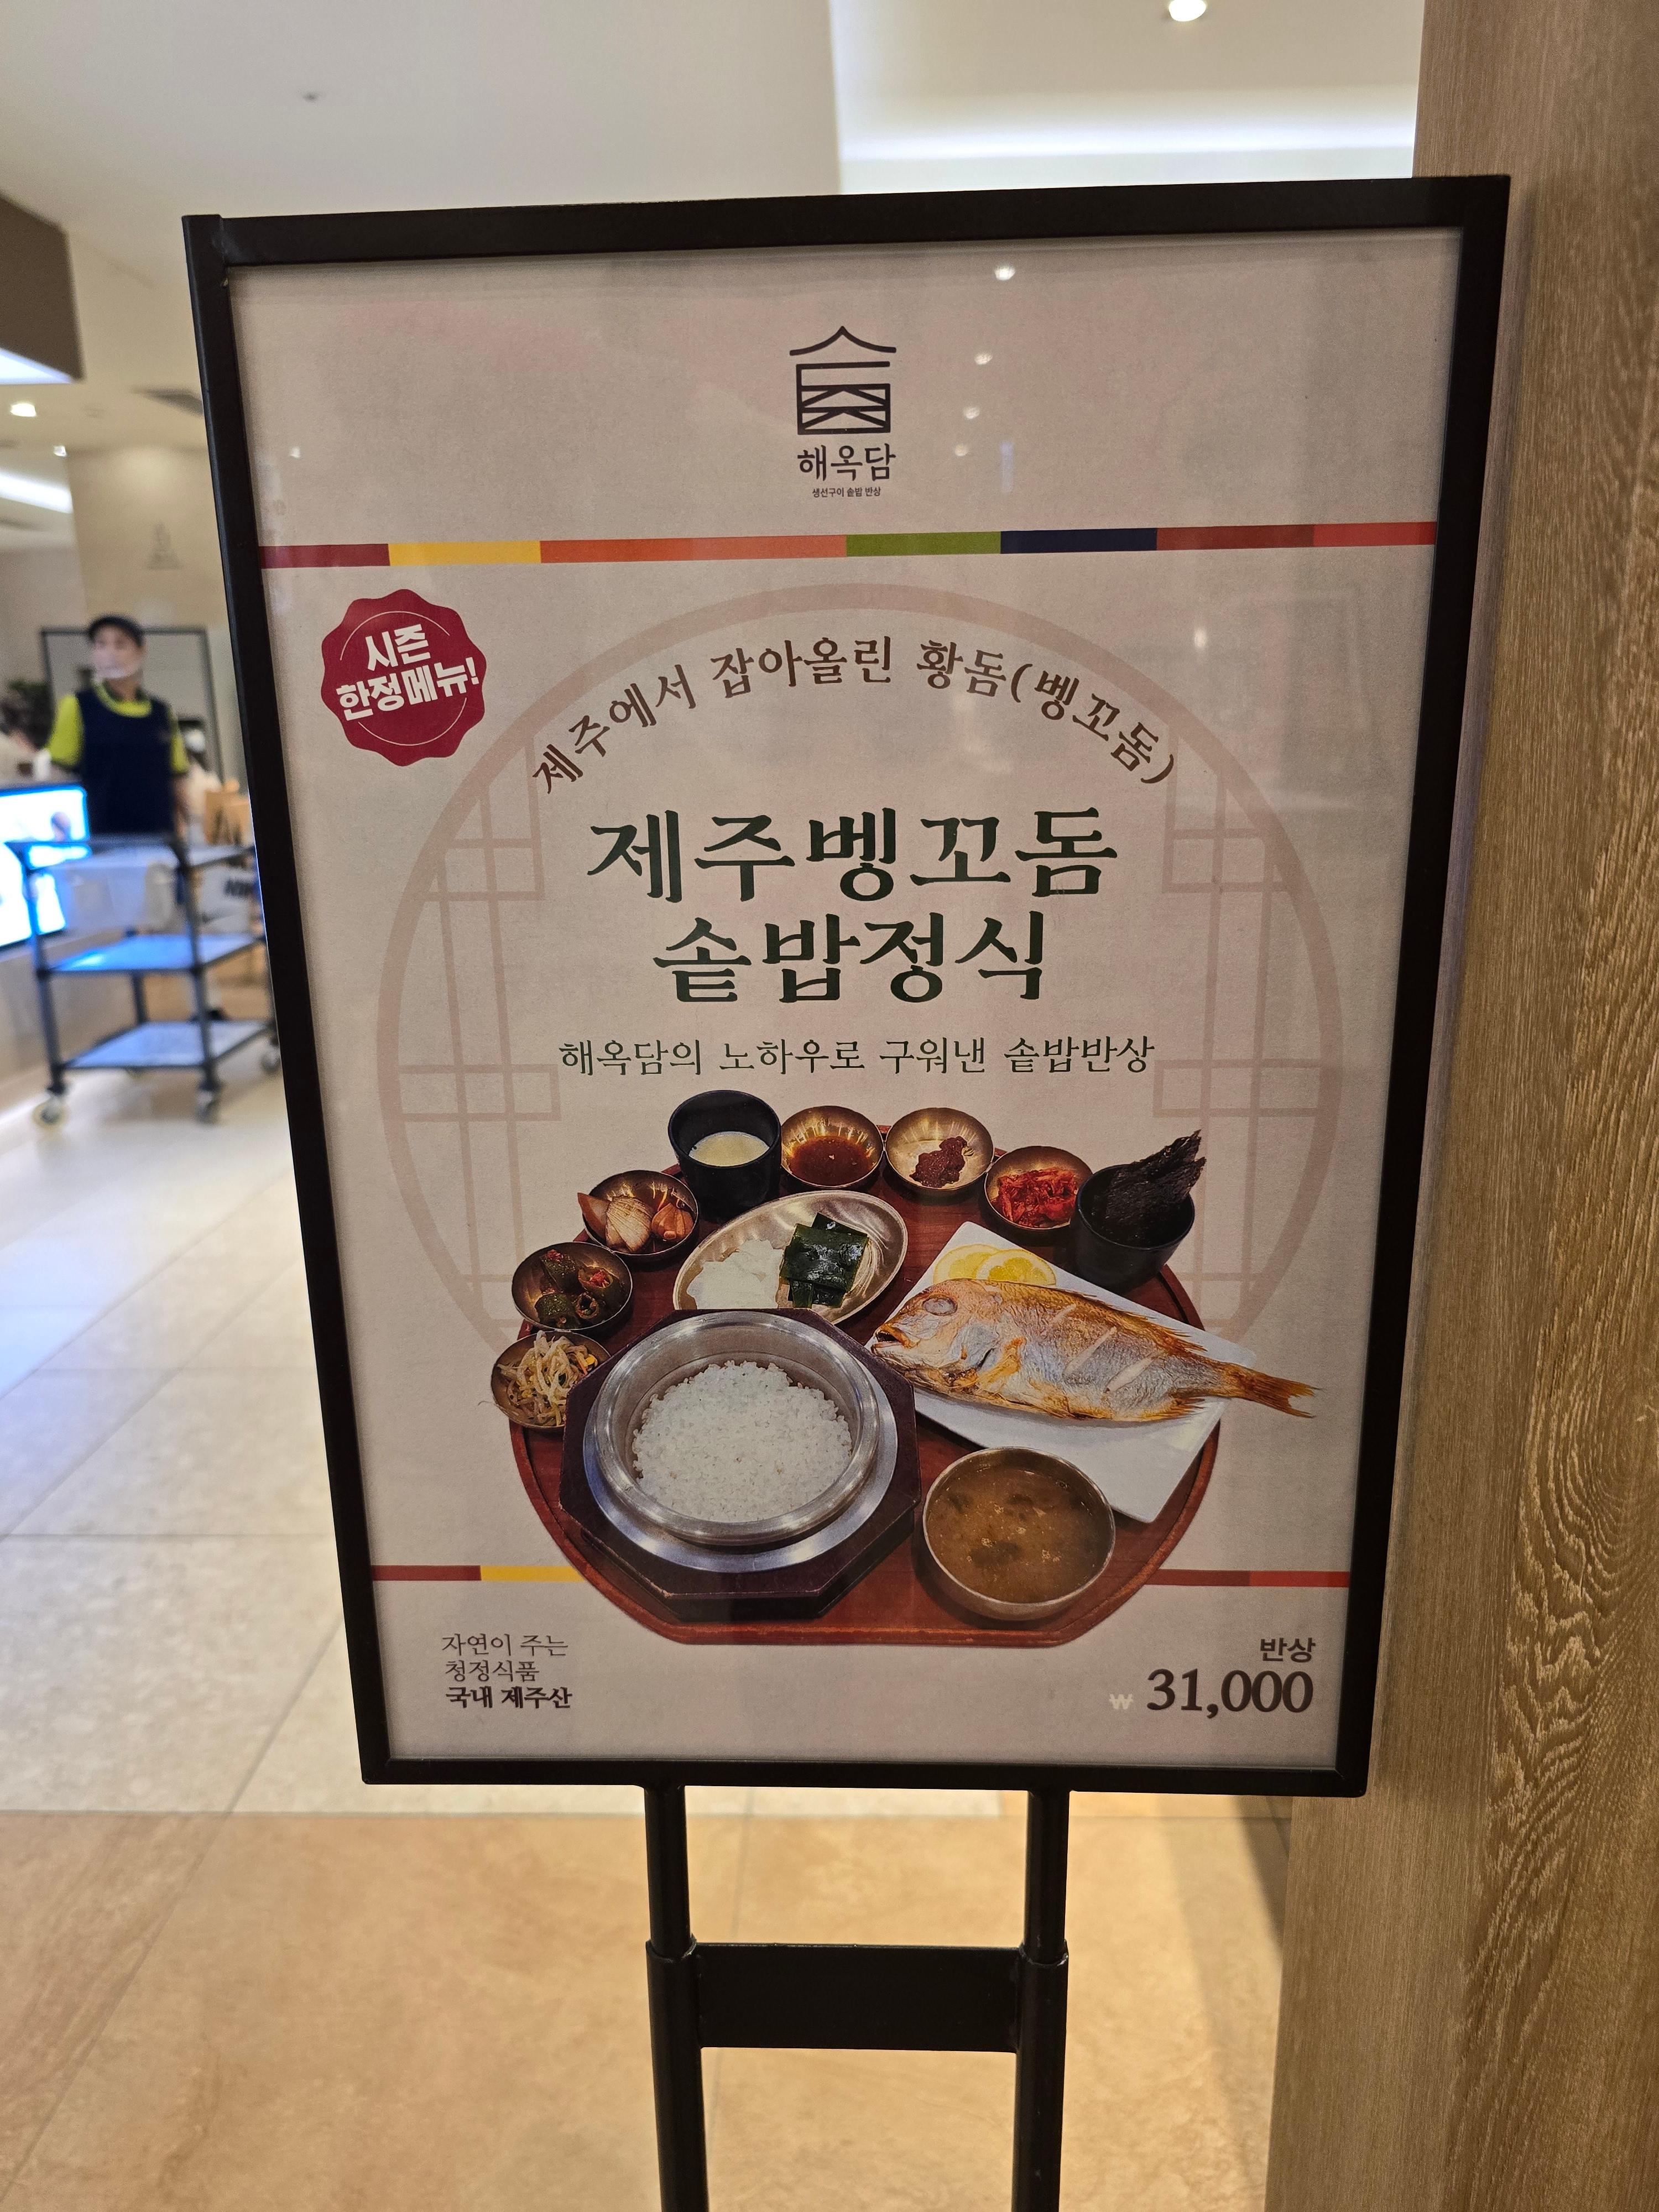 해옥담
생선구이 솥밥 반상
시즌
한정메뉴!
제주에서 잡아올린 황돔(벵꼬돔)
제주벵꼬돔
솥밥정식
해옥담의 노하우로 구워낸 솥밥반상
자연이 주는
청정식품
국내 제주산
반상
₩ 31,000